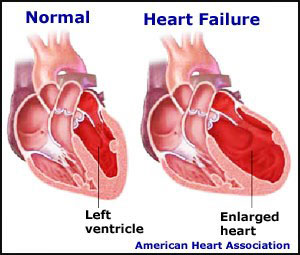 Normal
Heart Failure
Left
ventricle
Enlarged
heart
American Heart Association